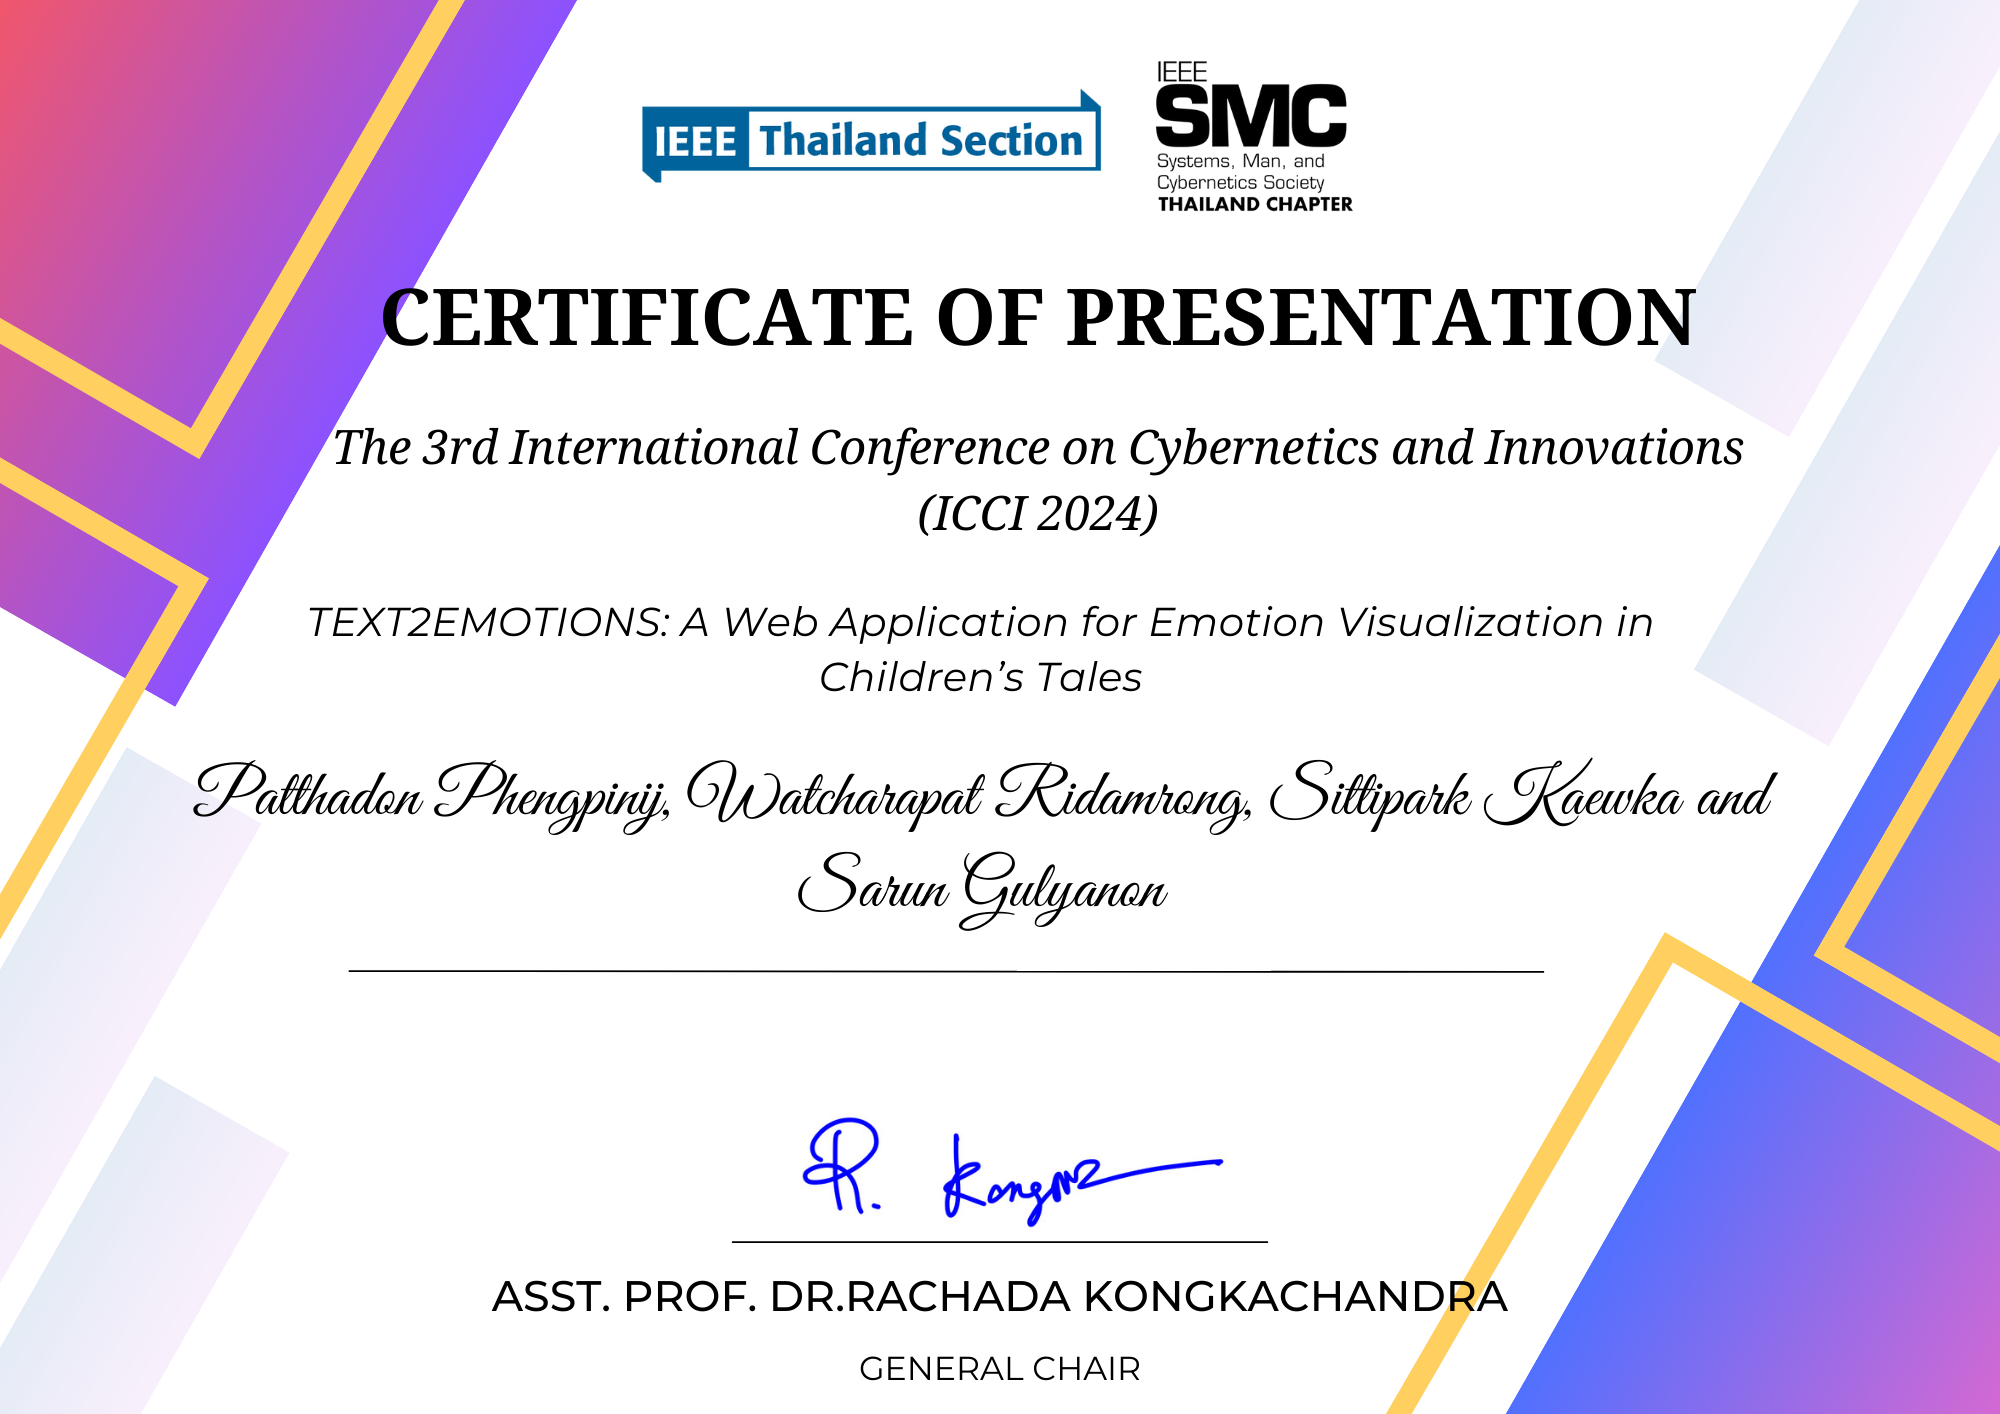 IEEE Thailand Section
IEEE
SMC
Systems, Man, and
Cybernetics Society
THAILAND CHAPTER
CERTIFICATE OF PRESENTATION
The 3rd International Conference on Cybernetics and Innovations
(ICCI 2024)
TEXT2EMOTIONS: A Web Application for Emotion Visualization in
Children’s Tales
Patthadon Phengpinij, Watcharapat Ridamrong, Sittipark Kaewka and
Sarun Gulyanon
ASST. PROF. DR.RACHADA KONGKACHANDRA
GENERAL CHAIR